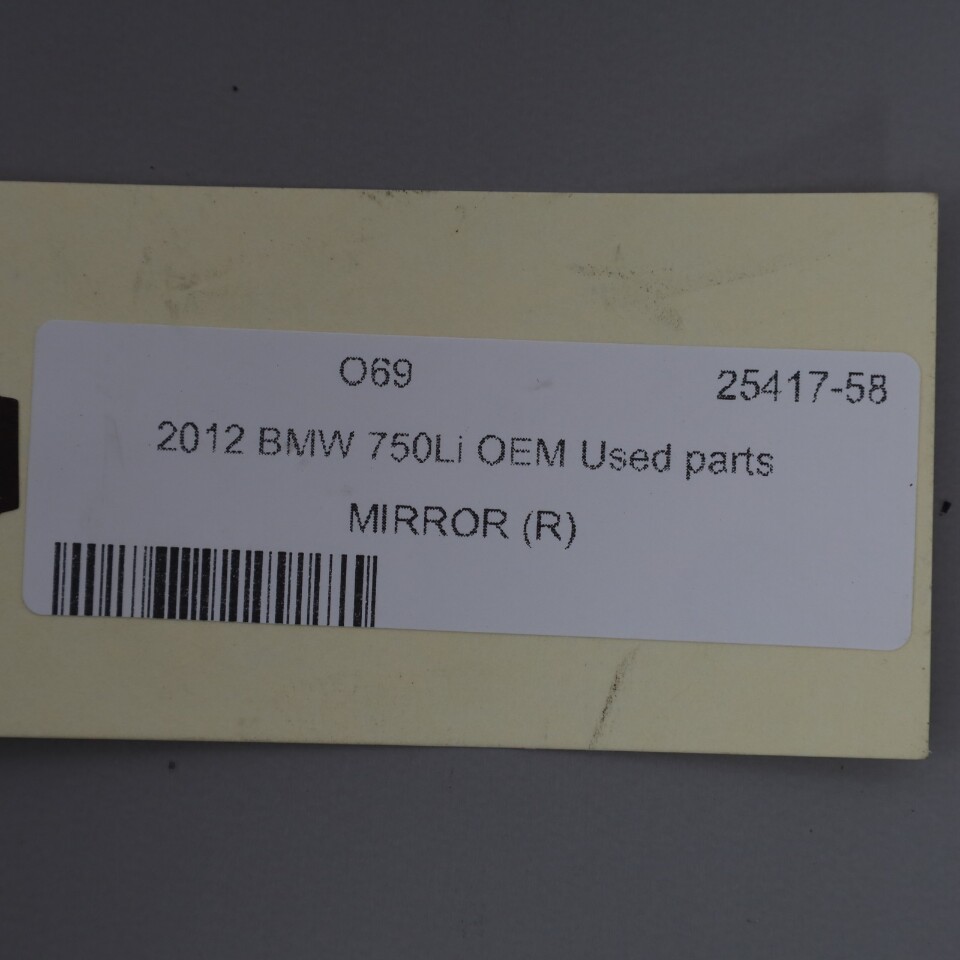 O69 25417-58
2012 BMW 750Li OEM Used parts
MIRROR (R)